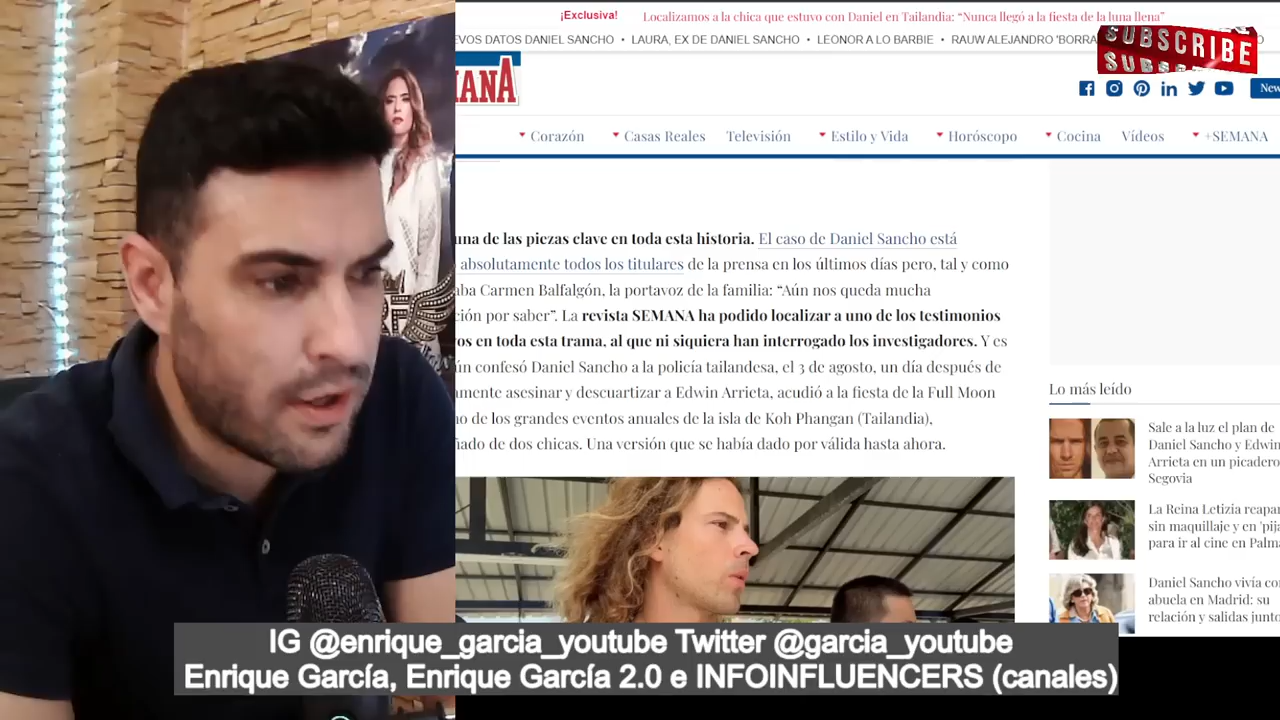 ¡Exclusiva! Localizamos a la chica que estuvo con Daniel en Tailandia: “Nunca llegó a la fiesta de la luna llena”
EVOS DATOS DANIEL SANCHO • LAURA, EX DE DANIEL SANCHO • LEONOR A LO BARBIE • RAUW ALEJANDRO 'BORRA
SUBSCRIBE
ANA
New
Corazón Casas Reales Televisión Estilo y Vida Horóscopo Cocina Vídeos +SEMANA
una de las piezas clave en toda esta historia. El caso de Daniel Sancho está
absolutamente todos los titulares de la prensa en los últimos días pero, tal y como
aba Carmen Balfalgón, la portavoz de la familia: “Aún nos queda mucha
ción por saber”. La revista SEMANA ha podido localizar a uno de los testimonios
os en toda esta trama, al que ni siquiera han interrogado los investigadores. Y es
ún confesó Daniel Sancho a la policía tailandesa, el 3 de agosto, un día después de
amente asesinar y descuartizar a Edwin Arrieta, acudió a la fiesta de la Full Moon
no de los grandes eventos anuales de la isla de Koh Phangan (Tailandia),
ñado de dos chicas. Una versión que se había dado por válida hasta ahora.
Lo más leído
Sale a la luz el plan de
Daniel Sancho y Edwin
Arrieta en un picadero
Segovia
La Reina Letizia reapar
sin maquillaje y en 'pija
para ir al cine en Palma
Daniel Sancho vivía co
abuela en Madrid: su
relación y salidas junto
IG @enrique_garcia_youtube Twitter @garcia_youtube
Enrique García, Enrique García 2.0 e INFOINFLUENCERS (canales)